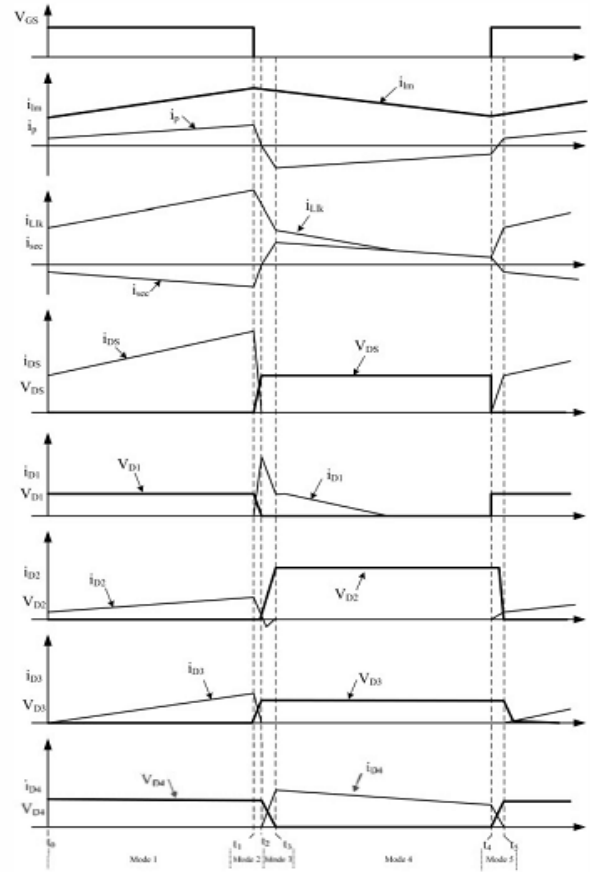 VGS
iLm
iLm
ip
ip
iLlk
iLlk
isec
isec
iDS
VDS
iDS
VDS
VD1
iD1
iD1
VD1
iD2
iD2
VD2
VD2
iD3
VD3
iD3
VD3
VD4
iD4
iD4
VD4
t0 t1 t2 t3 t4 t5
Mode 1 Mode 2 Mode 3 Mode 4 Mode 5